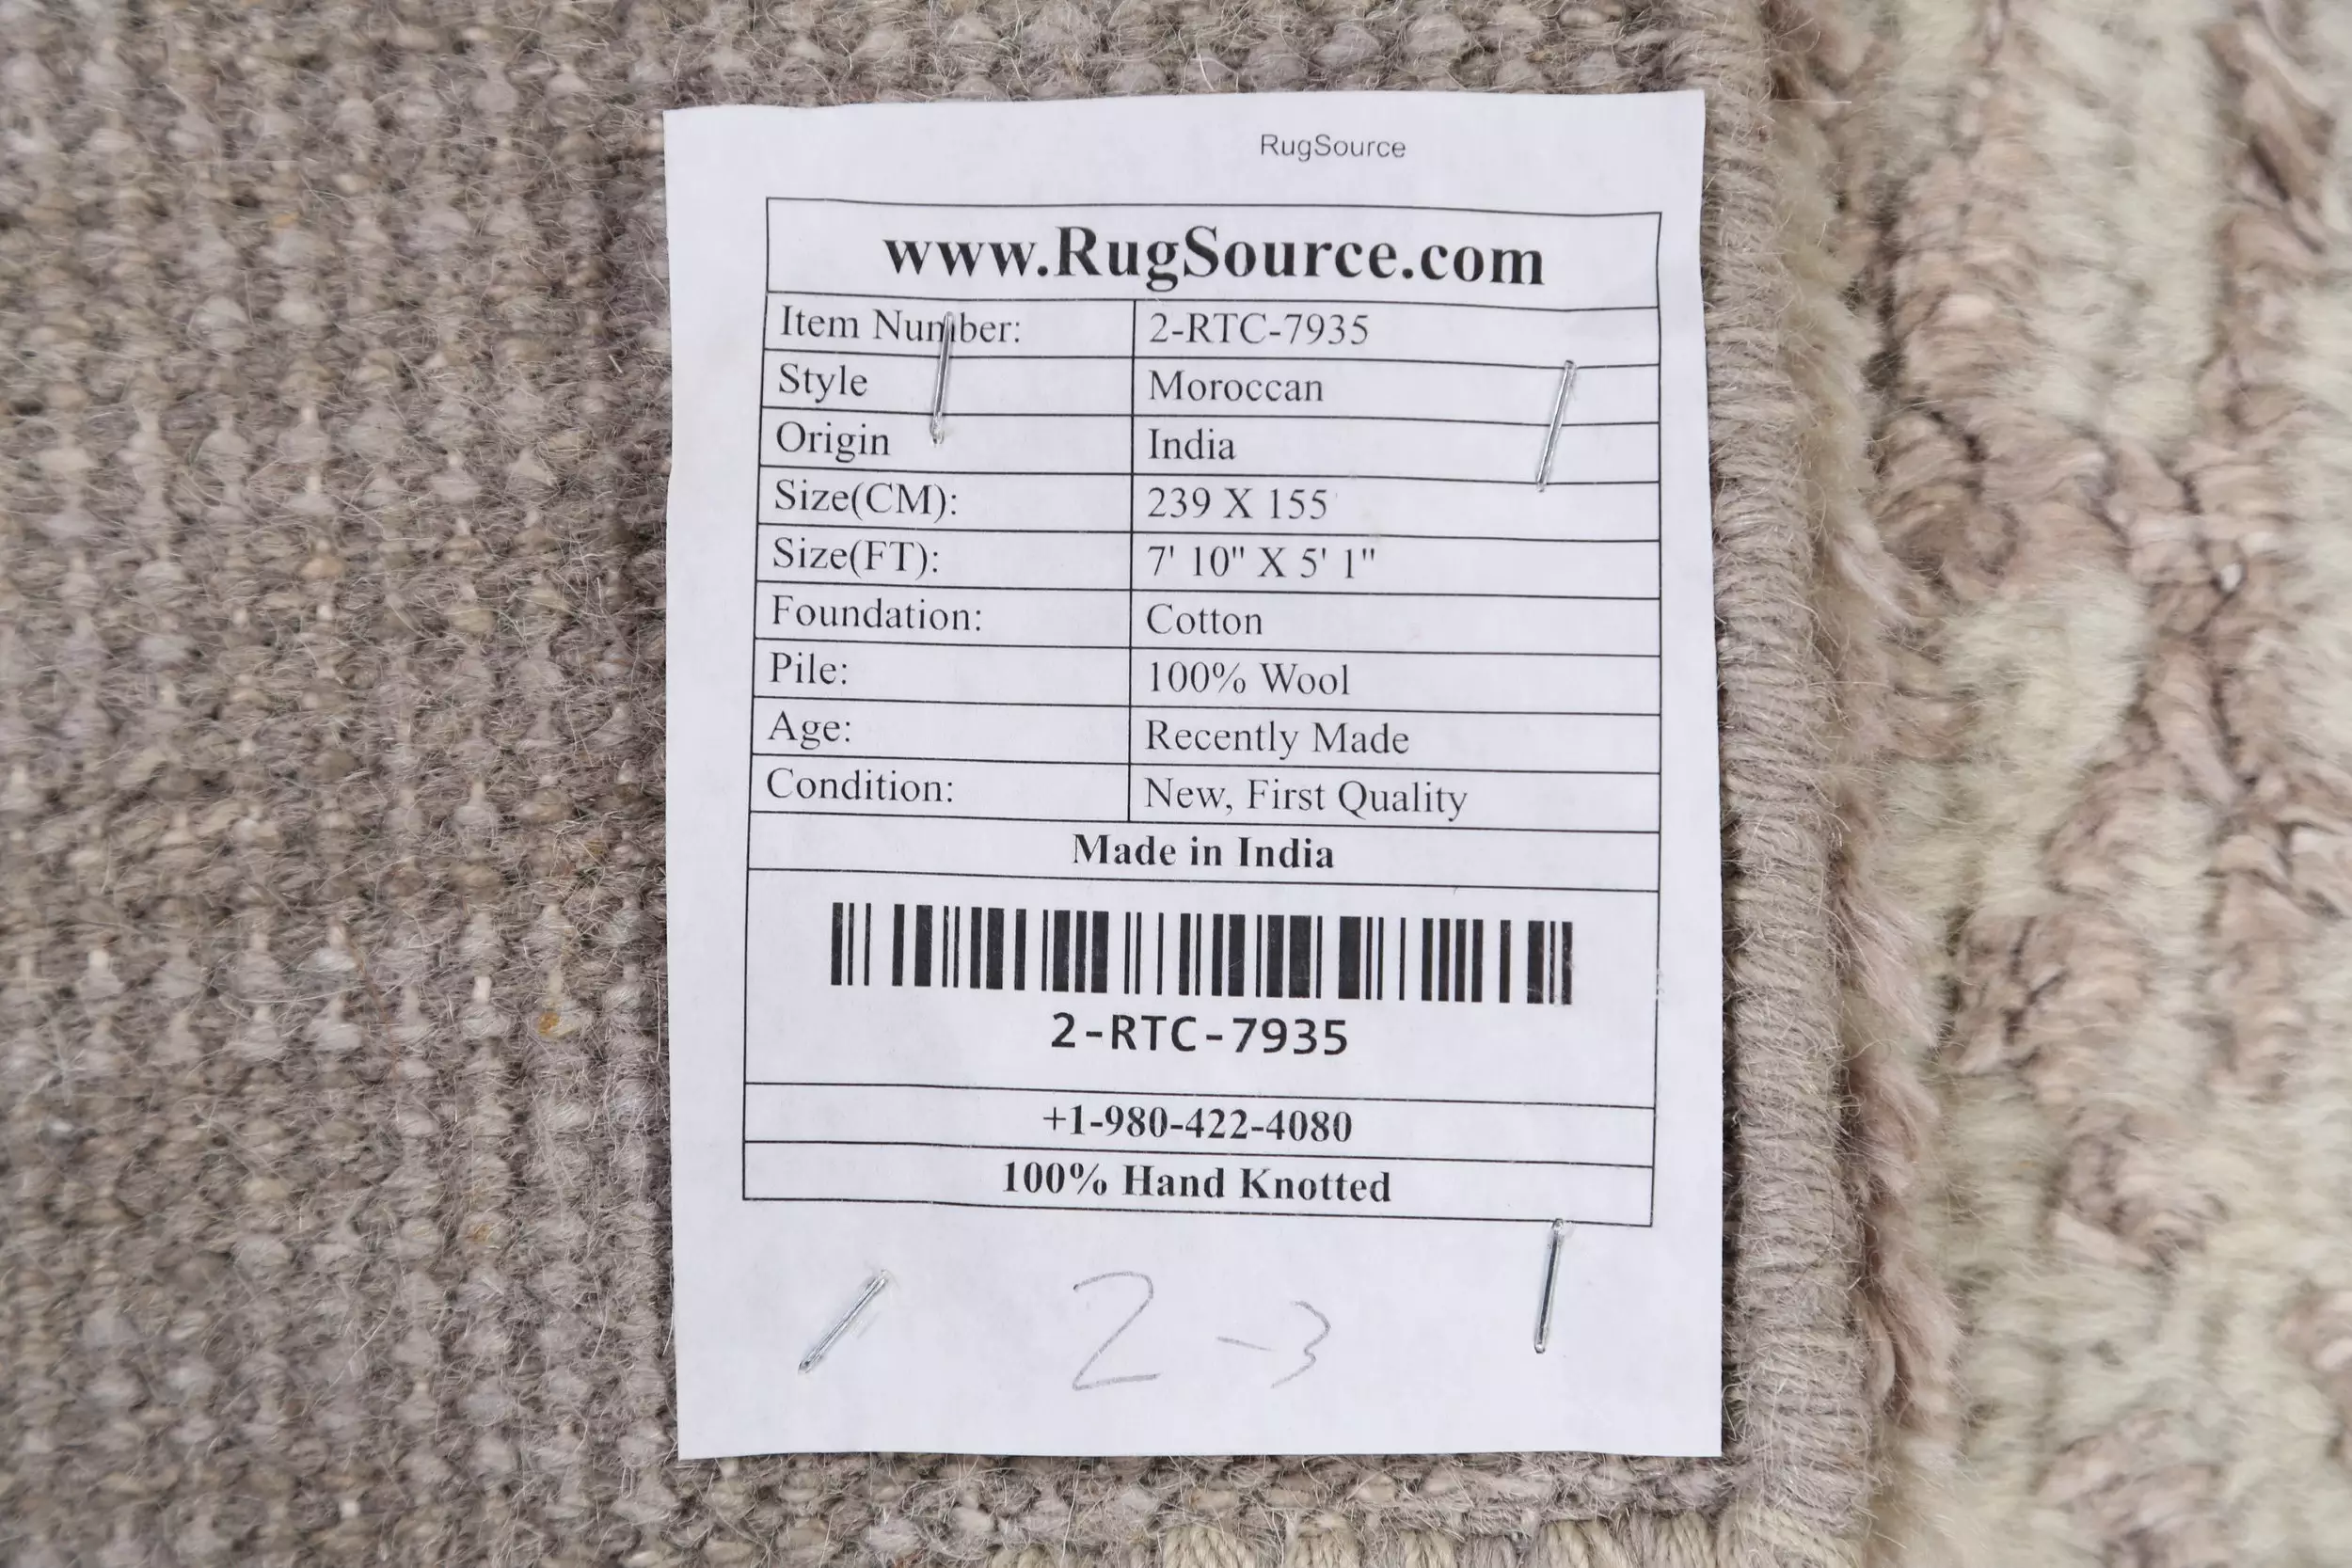 RugSource
www.RugSource.com
Item Number: 2-RTC-7935
Style Moroccan
Origin India
Size(CM): 239 X 155
Size(FT): 7' 10" X 5' 1"
Foundation: Cotton
Pile: 100% Wool
Age: Recently Made
Condition: New, First Quality
Made in India
2-RTC-7935
+1-980-422-4080
100% Hand Knotted
2-3